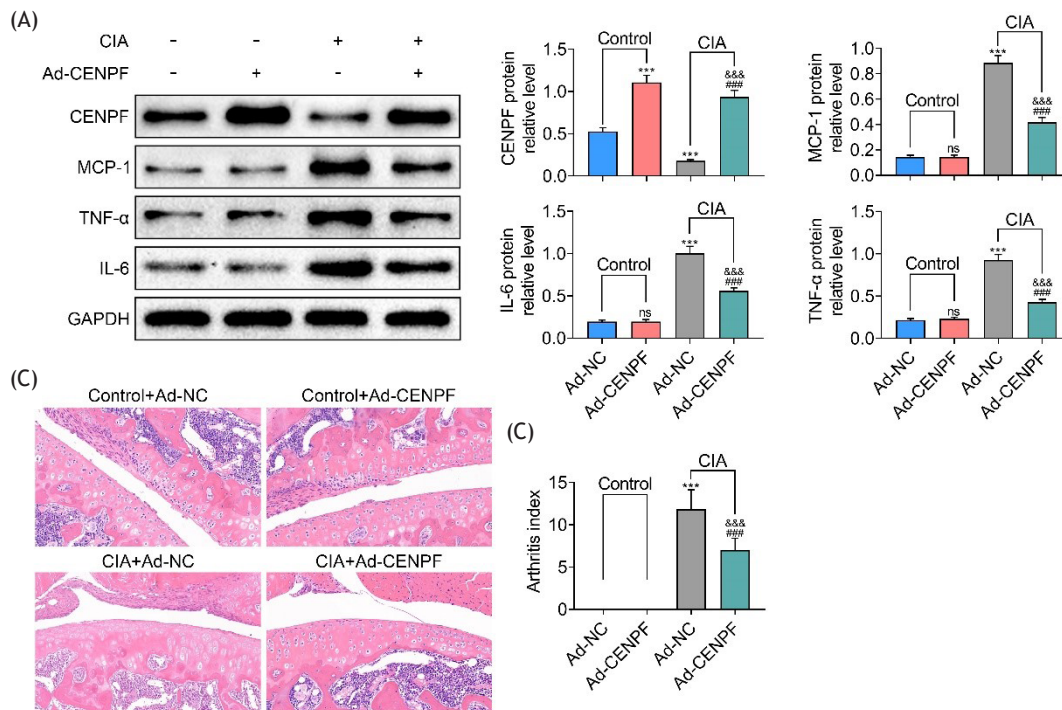 (A)
CIA - - + +
Ad-CENPF - + - +
CENPF
MCP-1
TNF-α
IL-6
GAPDH
CENPF protein
relative level
1.5
1.0
0.5
0.0
Control
***
CIA
***
&&&
###
MCP-1 protein
relative level
1.0
0.8
0.6
0.4
0.2
0.0
Control
ns
CIA
***
&&&
###
IL-6 protein
relative level
1.5
1.0
0.5
0.0
Control
ns
CIA
***
&&&
###
Ad-NC
Ad-CENPF
Ad-NC
Ad-CENPF
TNF-α protein
relative level
1.5
1.0
0.5
0.0
Control
ns
CIA
***
&&&
###
Ad-NC
Ad-CENPF
Ad-NC
Ad-CENPF
(C)
Control+Ad-NC
Control+Ad-CENPF
CIA+Ad-NC
CIA+Ad-CENPF
(C)
Arthritis index
15
10
5
0
Control
CIA
***
&&&
###
Ad-NC
Ad-CENPF
Ad-NC
Ad-CENPF